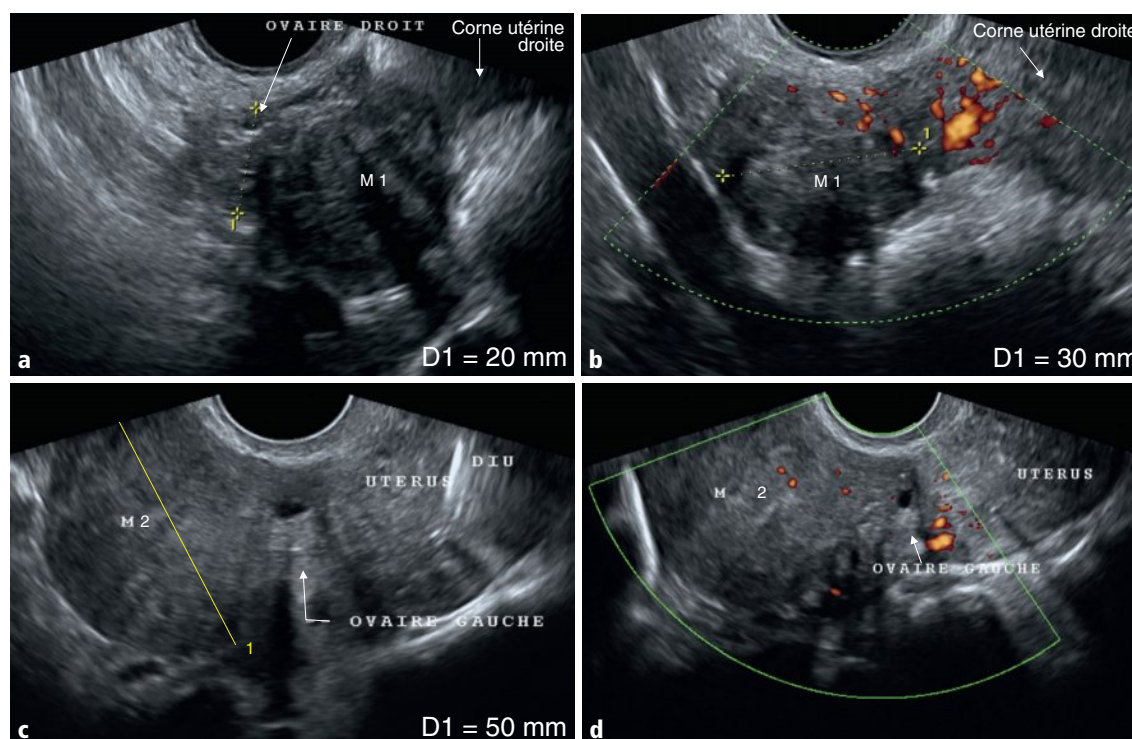 OVAIRE DROIT
Corne utérine
droite
M 1
1
a
D1 = 20 mm
Corne utérine droite
1
M 1
b
D1 = 30 mm
DIU
UTERUS
M 2
OVAIRE GAUCHE
1
c
D1 = 50 mm
UTERUS
M 2
OVAIRE GAUCHE
d